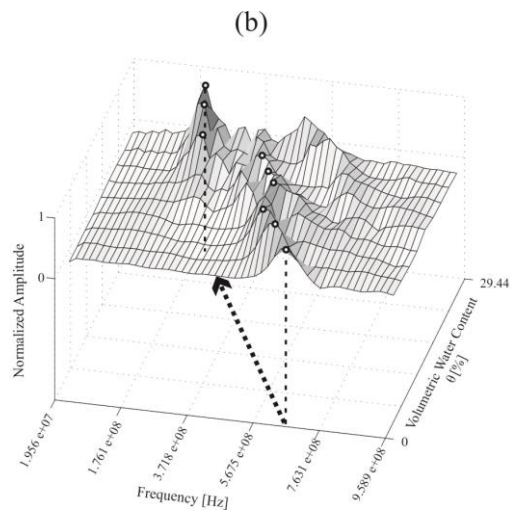 (b)
1
0
Normalized Amplitude
29.44
Volumetric Water Content
θ [%]
0
1.956 e+07
1.761 e+08
3.718 e+08
5.675 e+08
7.631 e+08
9.589 e+08
Frequency [Hz]